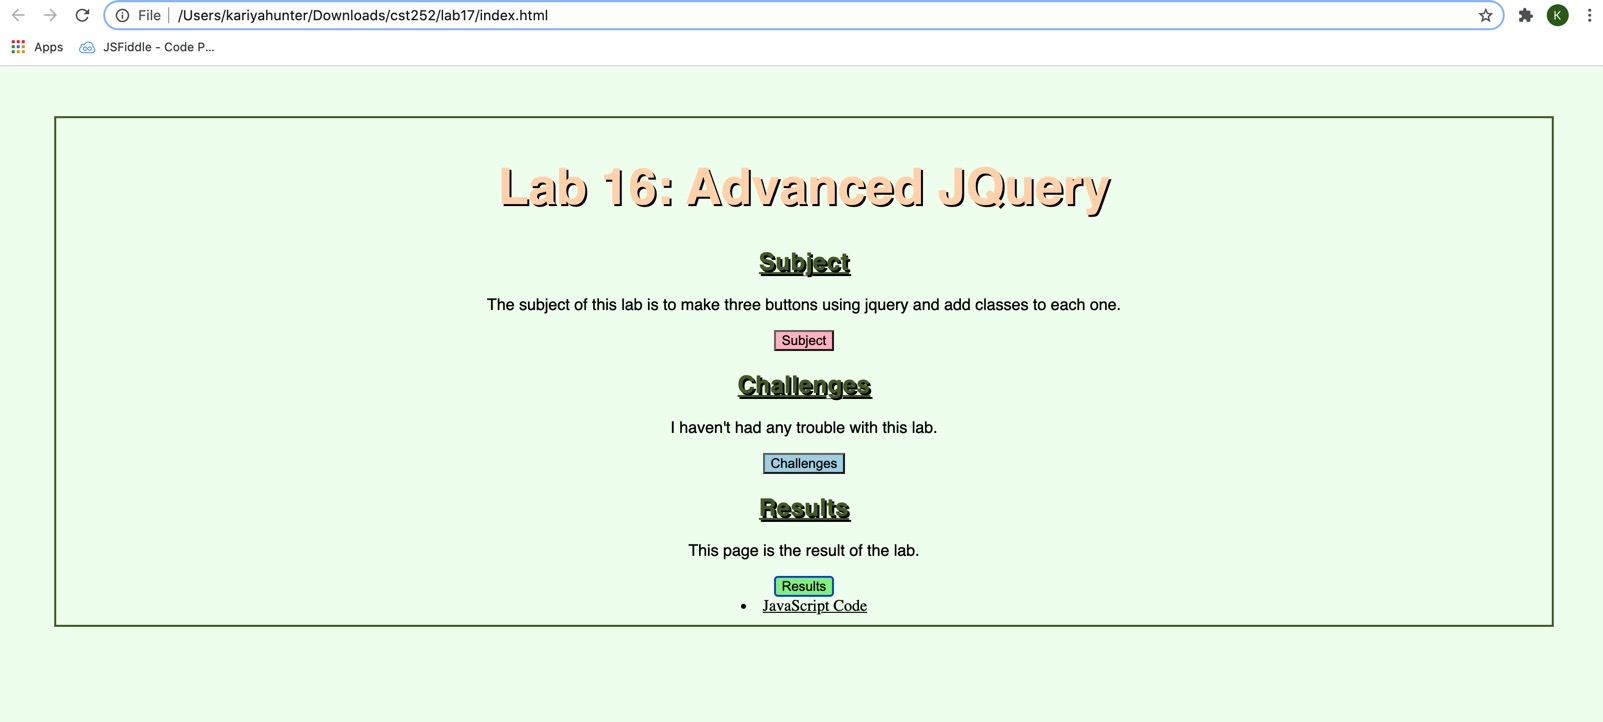 File | /Users/kariyahunter/Downloads/cst252/lab17/index.html
K
Apps JSFiddle - Code P...
Lab 16: Advanced JQuery
Subject
The subject of this lab is to make three buttons using jquery and add classes to each one.
Subject
Challenges
I haven't had any trouble with this lab.
Challenges
Results
This page is the result of the lab.
Results
• JavaScript Code